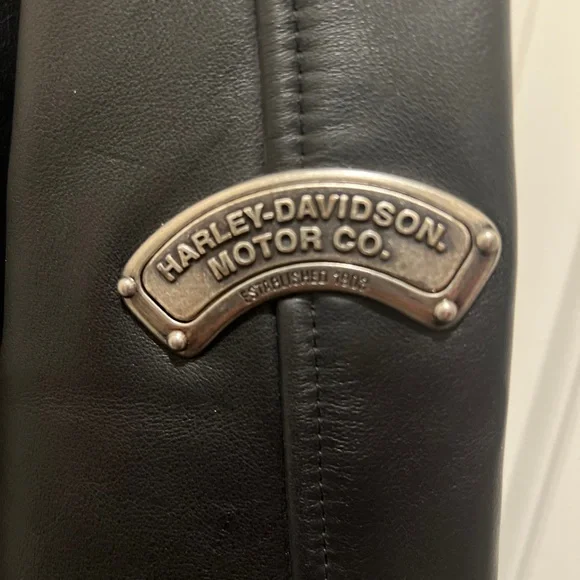 HARLEY-DAVIDSON.
MOTOR CO.
ESTABLISHED 1903